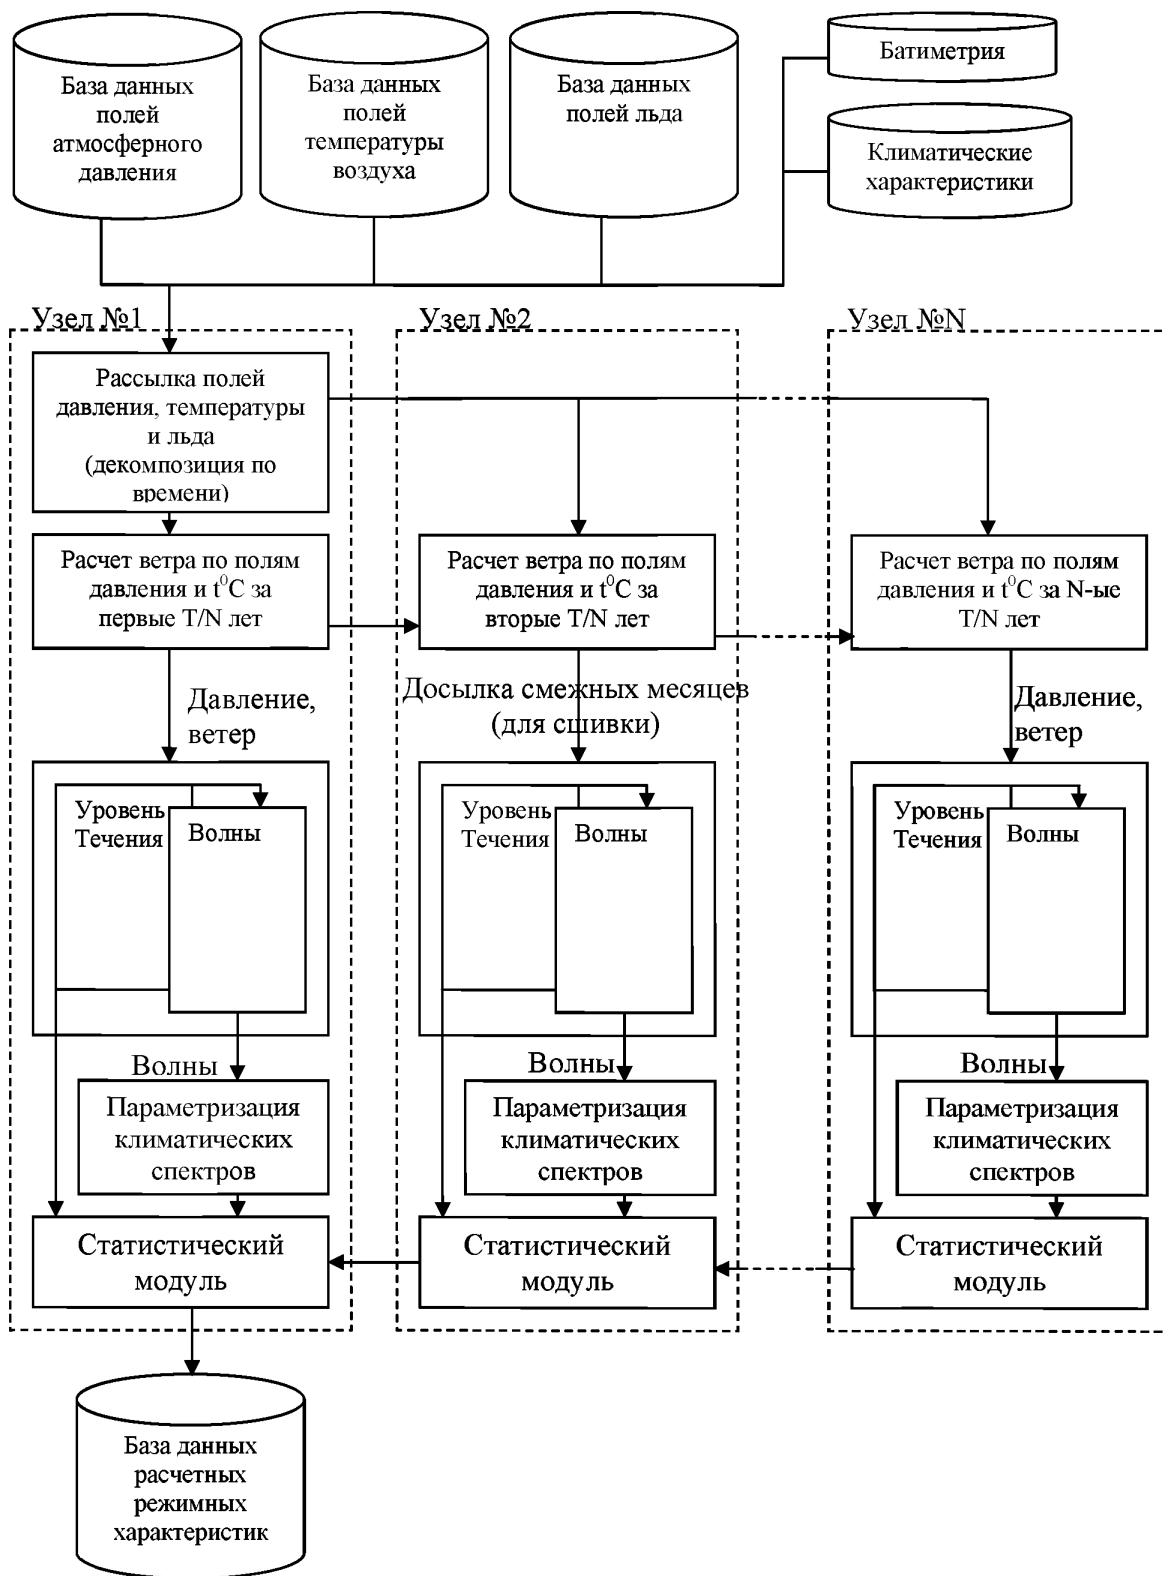 База данных
полей
атмосферного
давления
База данных
полей
температуры
воздуха
База данных
полей льда
Батиметрия
Климатические
характеристики
Узел №1
Узел №2
Узел №N
Рассылка полей
давления, температуры
и льда
(декомпозиция по
времени)
Расчет ветра по полям
давления и t⁰C за
первые T/N лет
Расчет ветра по полям
давления и t⁰C за
вторые T/N лет
Расчет ветра по полям
давления и t⁰C за N-ые
T/N лет
Давление,
ветер
Досылка смежных месяцев
(для сшивки)
Давление,
ветер
Уровень
Течения
Волны
Уровень
Течения
Волны
Уровень
Течения
Волны
Волны
Волны
Волны
Параметризация
климатических
спектров
Параметризация
климатических
спектров
Параметризация
климатических
спектров
Статистический
модуль
Статистический
модуль
Статистический
модуль
База данных
расчетных
режимных
характеристик